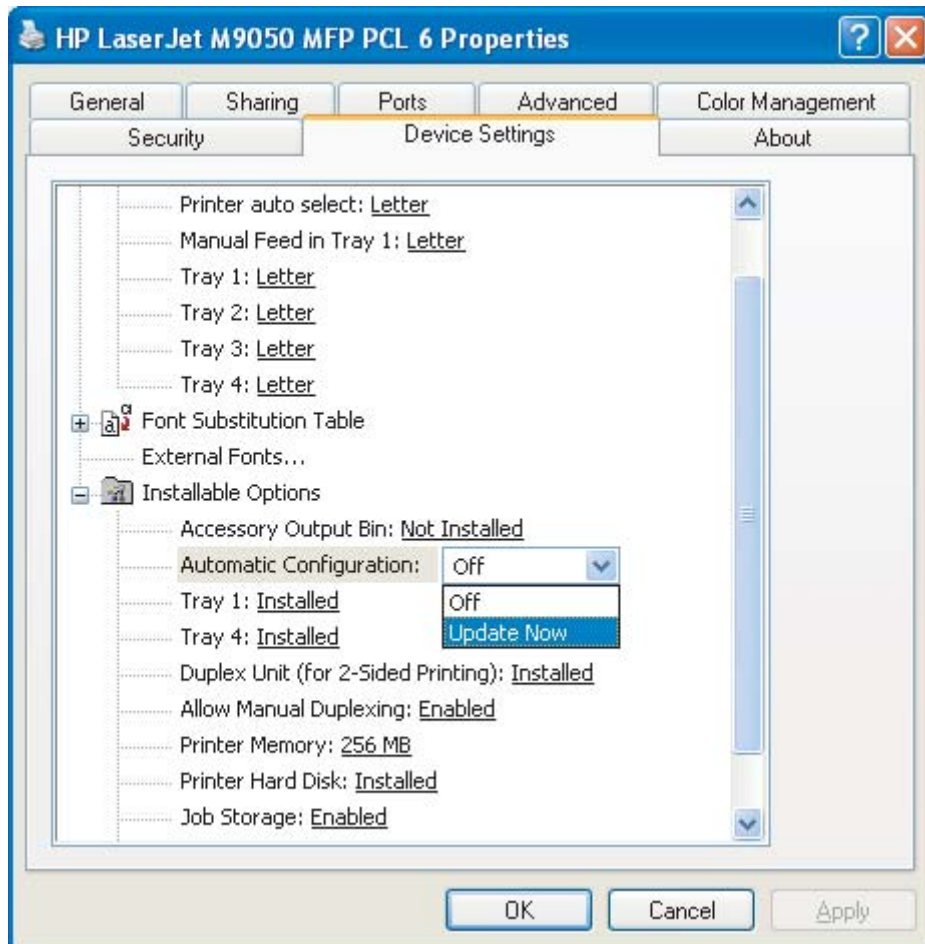 HP LaserJet M9050 MFP PCL 6 Properties
General Sharing Ports Advanced Color Management
Security Device Settings About
Printer auto select: Letter
Manual Feed in Tray 1: Letter
Tray 1: Letter
Tray 2: Letter
Tray 3: Letter
Tray 4: Letter
Font Substitution Table
External Fonts...
Installable Options
Accessory Output Bin: Not Installed
Automatic Configuration: Off
Off
Update Now
Tray 1: Installed
Tray 4: Installed
Duplex Unit (for 2-Sided Printing): Installed
Allow Manual Duplexing: Enabled
Printer Memory: 256 MB
Printer Hard Disk: Installed
Job Storage: Enabled
OK Cancel Apply